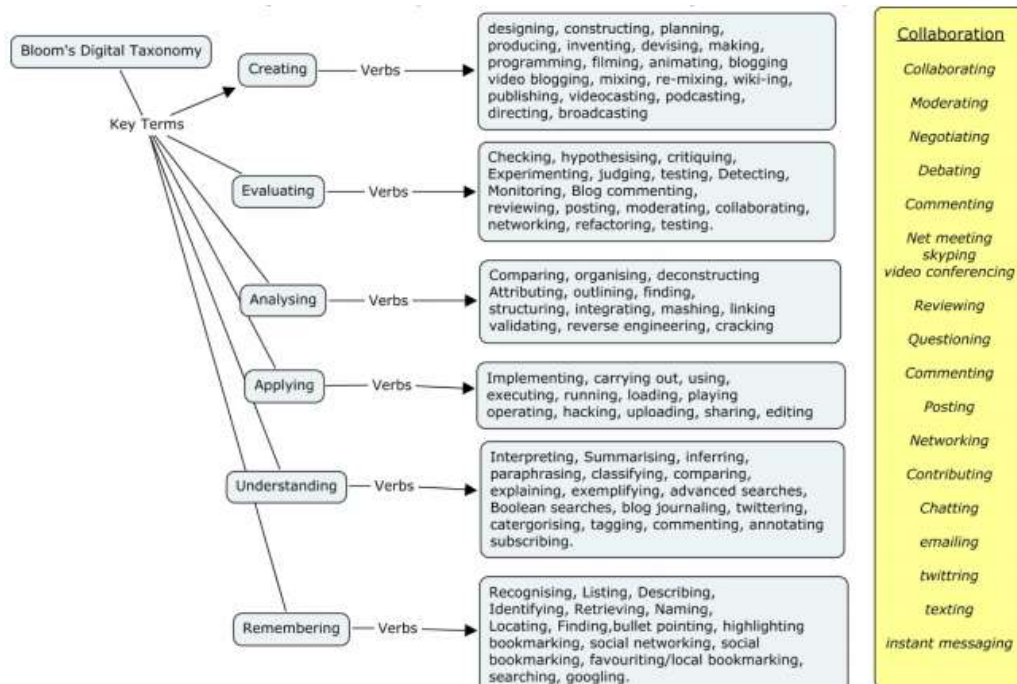 Bloom's Digital Taxonomy
Key Terms
Creating
Verbs
designing, constructing, planning,
producing, inventing, devising, making,
programming, filming, animating, blogging
video blogging, mixing, re-mixing, wiki-ing,
publishing, videocasting, podcasting,
directing, broadcasting
Evaluating
Verbs
Checking, hypothesising, critiquing,
Experimenting, judging, testing, Detecting,
Monitoring, Blog commenting,
reviewing, posting, moderating, collaborating,
networking, refactoring, testing.
Analysing
Verbs
Comparing, organising, deconstructing
Attributing, outlining, finding,
structuring, integrating, mashing, linking
validating, reverse engineering, cracking
Applying
Verbs
Implementing, carrying out, using,
executing, running, loading, playing
operating, hacking, uploading, sharing, editing
Understanding
Verbs
Interpreting, Summarising, inferring,
paraphrasing, classifying, comparing,
explaining, exemplifying, advanced searches,
Boolean searches, blog journaling, twittering,
catergorising, tagging, commenting, annotating
subscribing.
Remembering
Verbs
Recognising, Listing, Describing,
Identifying, Retrieving, Naming,
Locating, Finding,bullet pointing, highlighting
bookmarking, social networking, social
bookmarking, favouriting/local bookmarking,
searching, googling.
Collaboration
Collaborating
Moderating
Negotiating
Debating
Commenting
Net meeting
skyping
video conferencing
Reviewing
Questioning
Commenting
Posting
Networking
Contributing
Chatting
emailing
twittring
texting
instant messaging